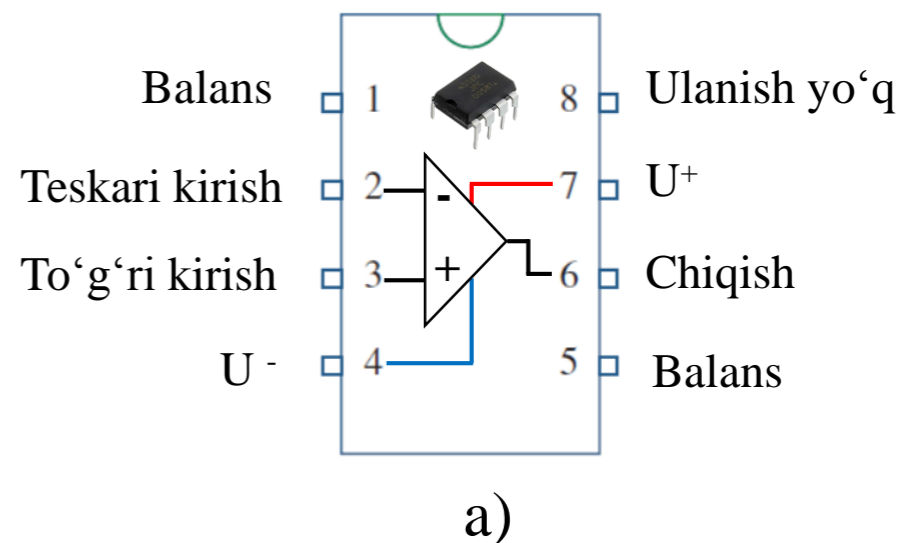 Balans 1 8 Ulanish yo‘q
Teskari kirish 2 - 7 U+
To‘g‘ri kirish 3 + 6 Chiqish
U - 4 5 Balans
a)